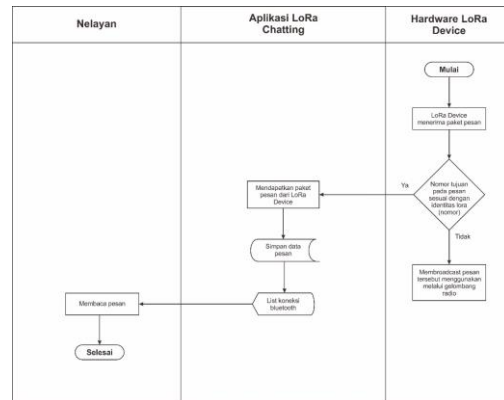 Nelayan
Aplikasi LoRa
Chatting
Hardware LoRa
Device
Mulai
LoRa Device
menerima paket pesan
Nomor tujuan
pada pesan
sesuai dengan
identitas lora
(nomor)
Ya
Tidak
Mendapatkan paket
pesan dari LoRa
Device
Simpan data
pesan
Membroadcast pesan
tersebut menggunakan
melalui gelombang
radio
List koneksi
bluetooth
Membaca pesan
Selesai